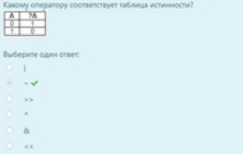 Какому оператору соответствует таблица истинности?
A ?A
0 1
1 0
Выберите один ответ:
|
~
>>
^
&
<<